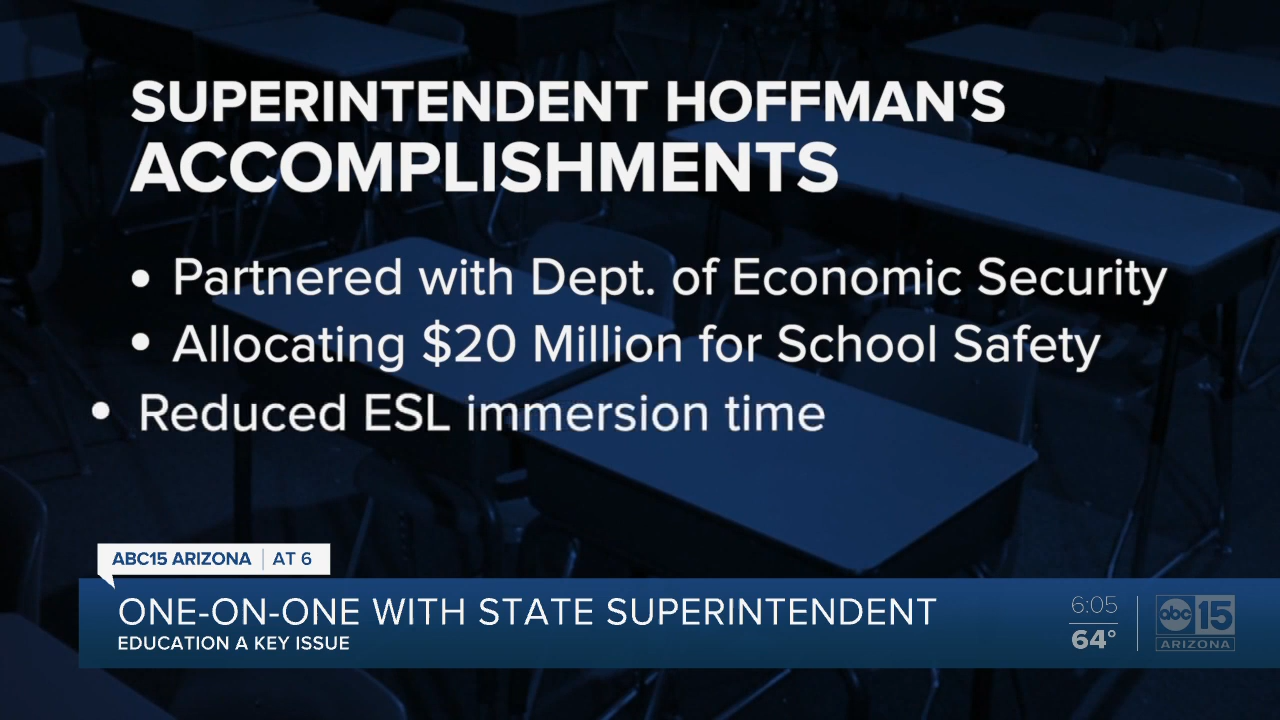 SUPERINTENDENT HOFFMAN'S
ACCOMPLISHMENTS
• Partnered with Dept. of Economic Security
• Allocating $20 Million for School Safety
• Reduced ESL immersion time
ABC15 ARIZONA | AT 6
ONE-ON-ONE WITH STATE SUPERINTENDENT
EDUCATION A KEY ISSUE
6:05
64°
abc 15
ARIZONA